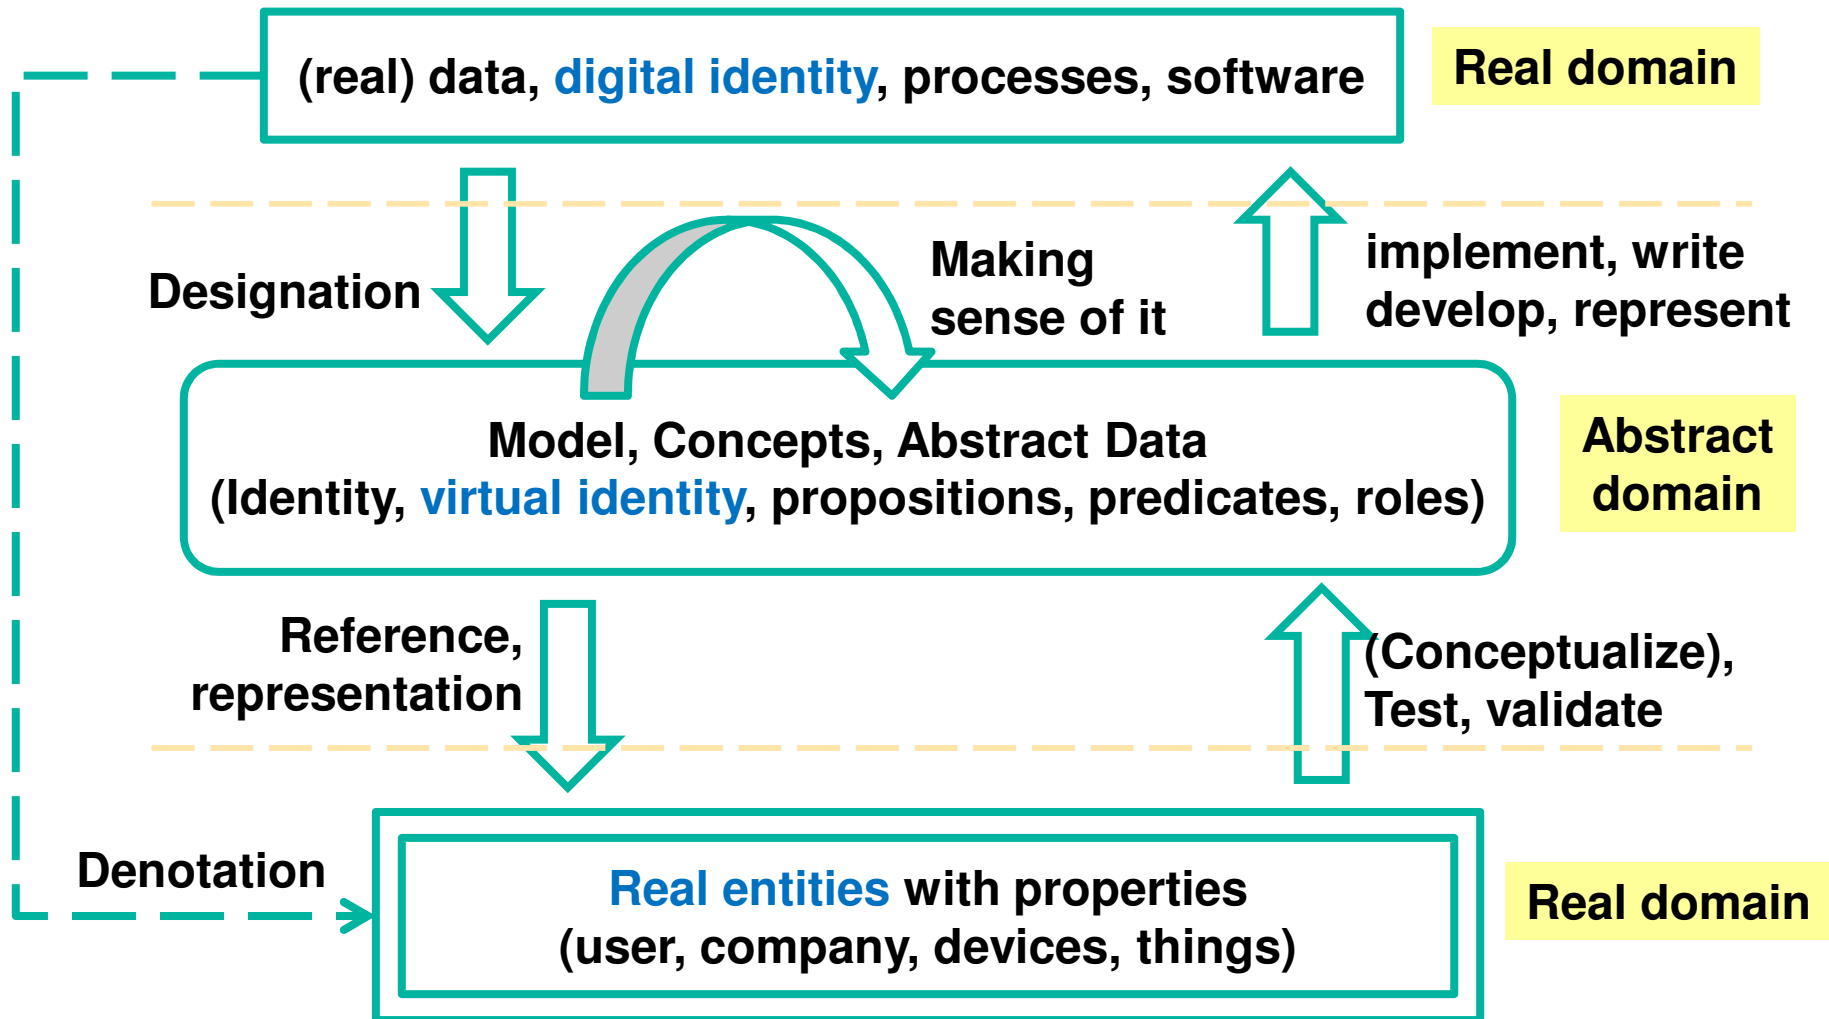 (real) data, digital identity, processes, software
Real domain
Designation
Making
sense of it
implement, write
develop, represent
Model, Concepts, Abstract Data
(Identity, virtual identity, propositions, predicates, roles)
Abstract
domain
Reference,
representation
(Conceptualize),
Test, validate
Denotation
Real entities with properties
(user, company, devices, things)
Real domain